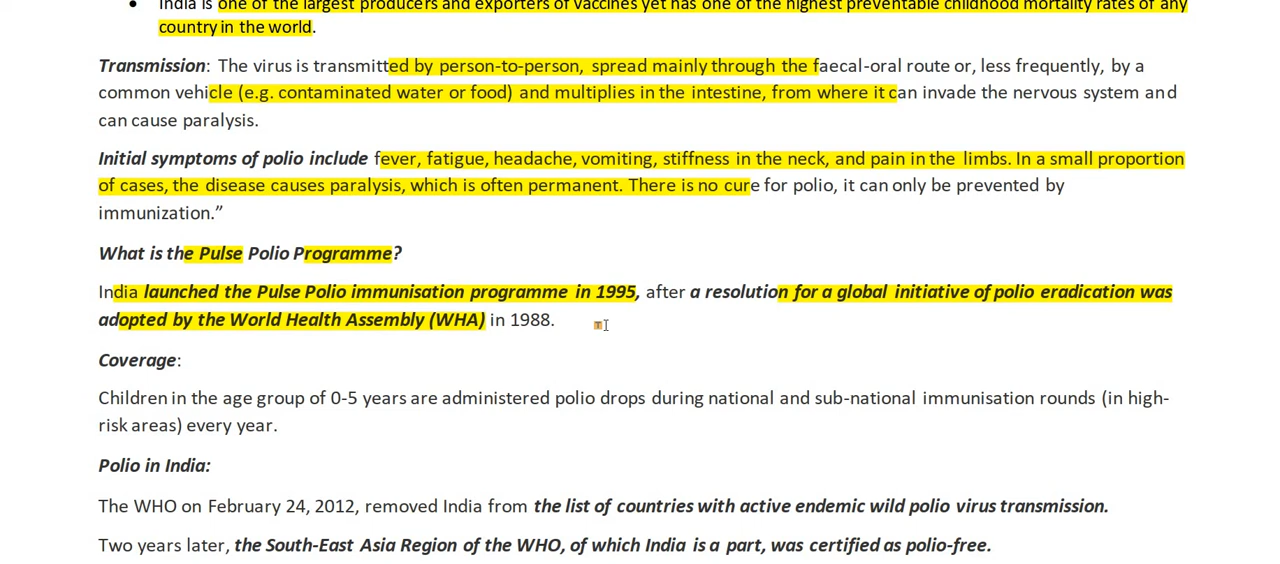 India is one of the largest producers and exporters of vaccines yet has one of the highest preventable childhood mortality rates of any
country in the world.
Transmission: The virus is transmitted by person-to-person, spread mainly through the faecal-oral route or, less frequently, by a
common vehicle (e.g. contaminated water or food) and multiplies in the intestine, from where it can invade the nervous system and
can cause paralysis.
Initial symptoms of polio include fever, fatigue, headache, vomiting, stiffness in the neck, and pain in the limbs. In a small proportion
of cases, the disease causes paralysis, which is often permanent. There is no cure for polio, it can only be prevented by
immunization.”
What is the Pulse Polio Programme?
India launched the Pulse Polio immunisation programme in 1995, after a resolution for a global initiative of polio eradication was
adopted by the World Health Assembly (WHA) in 1988.
Coverage:
Children in the age group of 0-5 years are administered polio drops during national and sub-national immunisation rounds (in high-
risk areas) every year.
Polio in India:
The WHO on February 24, 2012, removed India from the list of countries with active endemic wild polio virus transmission.
Two years later, the South-East Asia Region of the WHO, of which India is a part, was certified as polio-free.